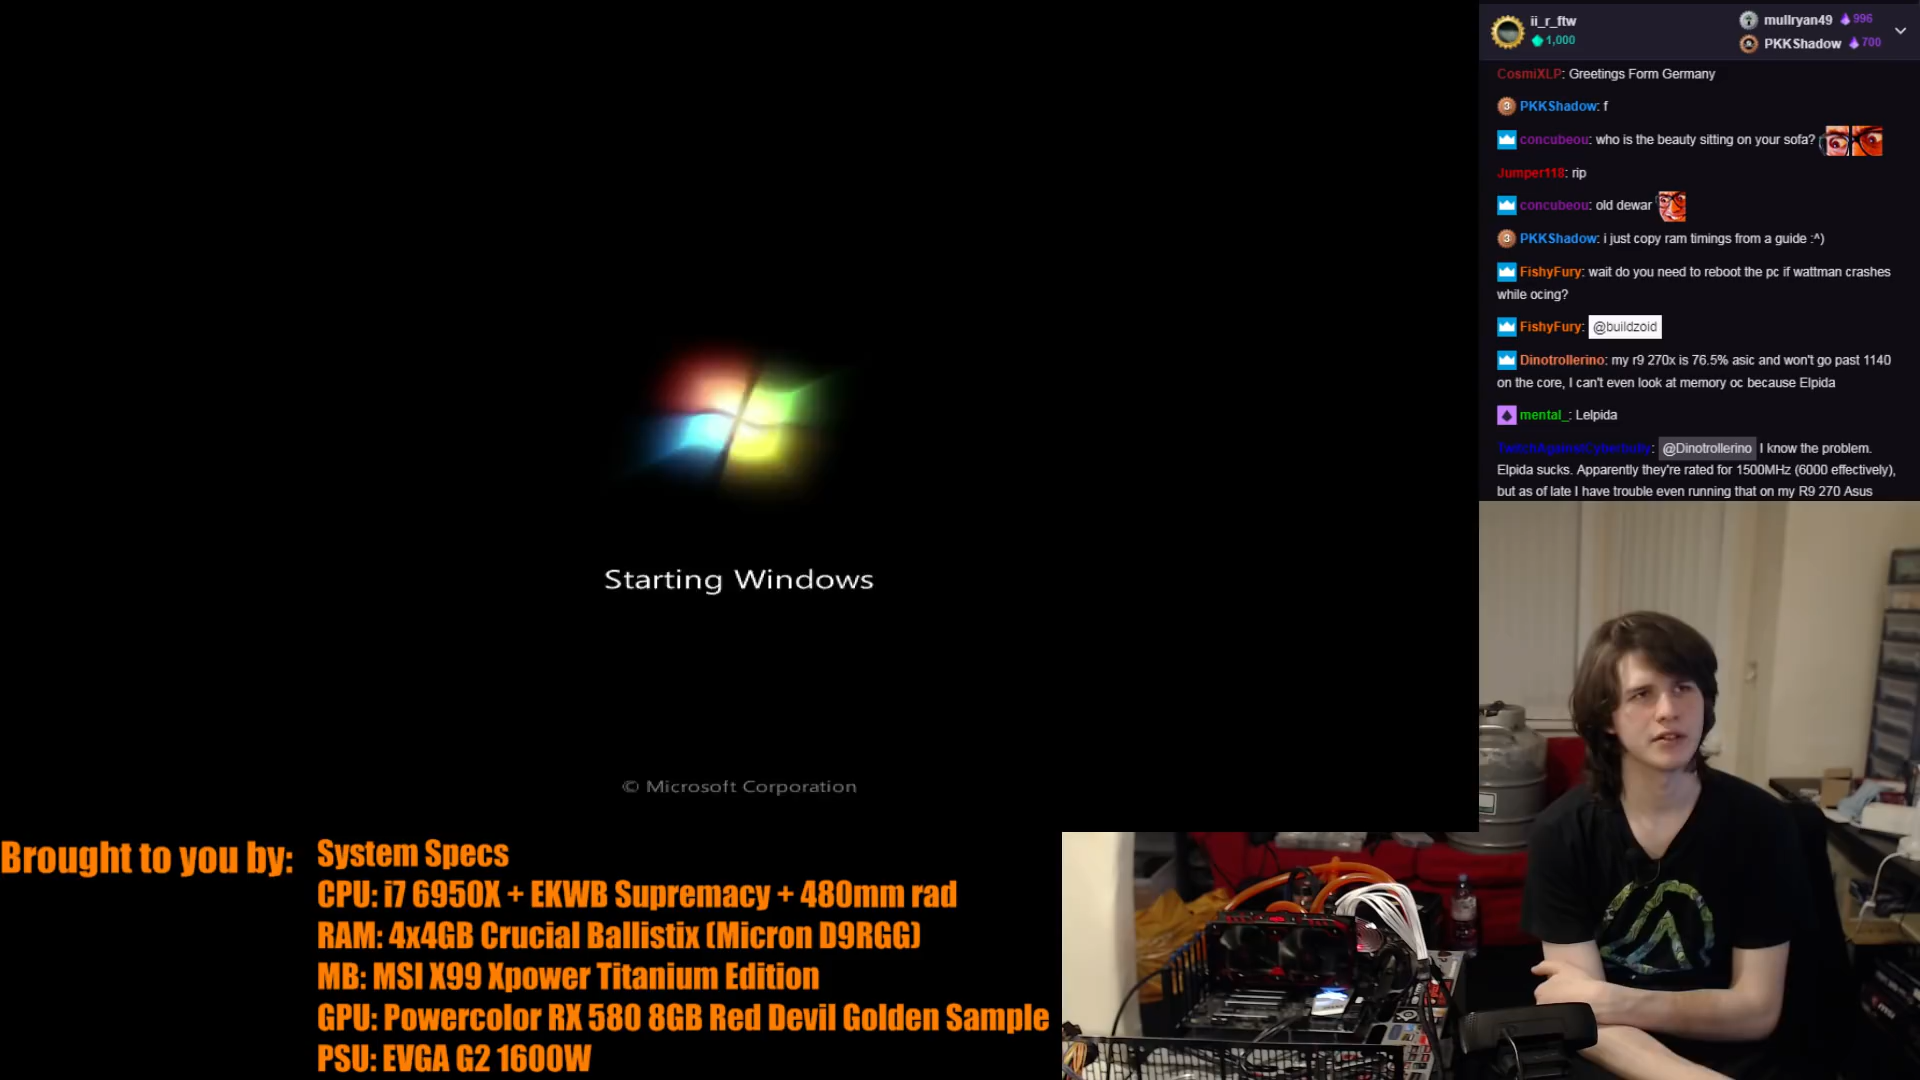 Starting Windows
© Microsoft Corporation
Brought to you by:
System Specs
CPU: i7 6950X + EKWB Supremacy + 480mm rad
RAM: 4x4GB Crucial Ballistix (Micron D9RGG)
MB: MSI X99 Xpower Titanium Edition
GPU: Powercolor RX 580 8GB Red Devil Golden Sample
PSU: EVGA G2 1600W
ii_r_ftw
1,000
mullryan49 996
PKKShadow 700
CosmiXLP: Greetings Form Germany
3 PKKShadow: f
concubeou: who is the beauty sitting on your sofa?
Jumper118: rip
concubeou: old dewar
3 PKKShadow: i just copy ram timings from a guide :^)
FishyFury: wait do you need to reboot the pc if wattman crashes
while ocing?
FishyFury: @buildzoid
Dinotrollerino: my r9 270x is 76.5% asic and won't go past 1140
on the core, I can't even look at memory oc because Elpida
mental_: Lelpida
TwitchAgainstCyberbully: @Dinotrollerino I know the problem.
Elpida sucks. Apparently they're rated for 1500MHz (6000 effectively),
but as of late I have trouble even running that on my R9 270 Asus